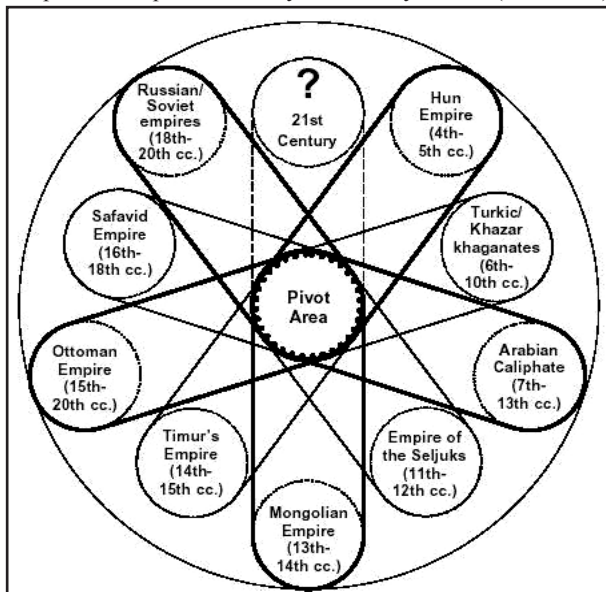 ?
21st
Century
Hun
Empire
(4th-
5th cc.)
Turkic/
Khazar
khaganates
(6th-
10th cc.)
Arabian
Caliphate
(7th-
13th cc.)
Empire of
the Seljuks
(11th-
12th cc.)
Mongolian
Empire
(13th-
14th cc.)
Timur's
Empire
(14th-
15th cc.)
Ottoman
Empire
(15th-
20th cc.)
Safavid
Empire
(16th-
18th cc.)
Russian/
Soviet
empires
(18th-
20th cc.)
Pivot
Area